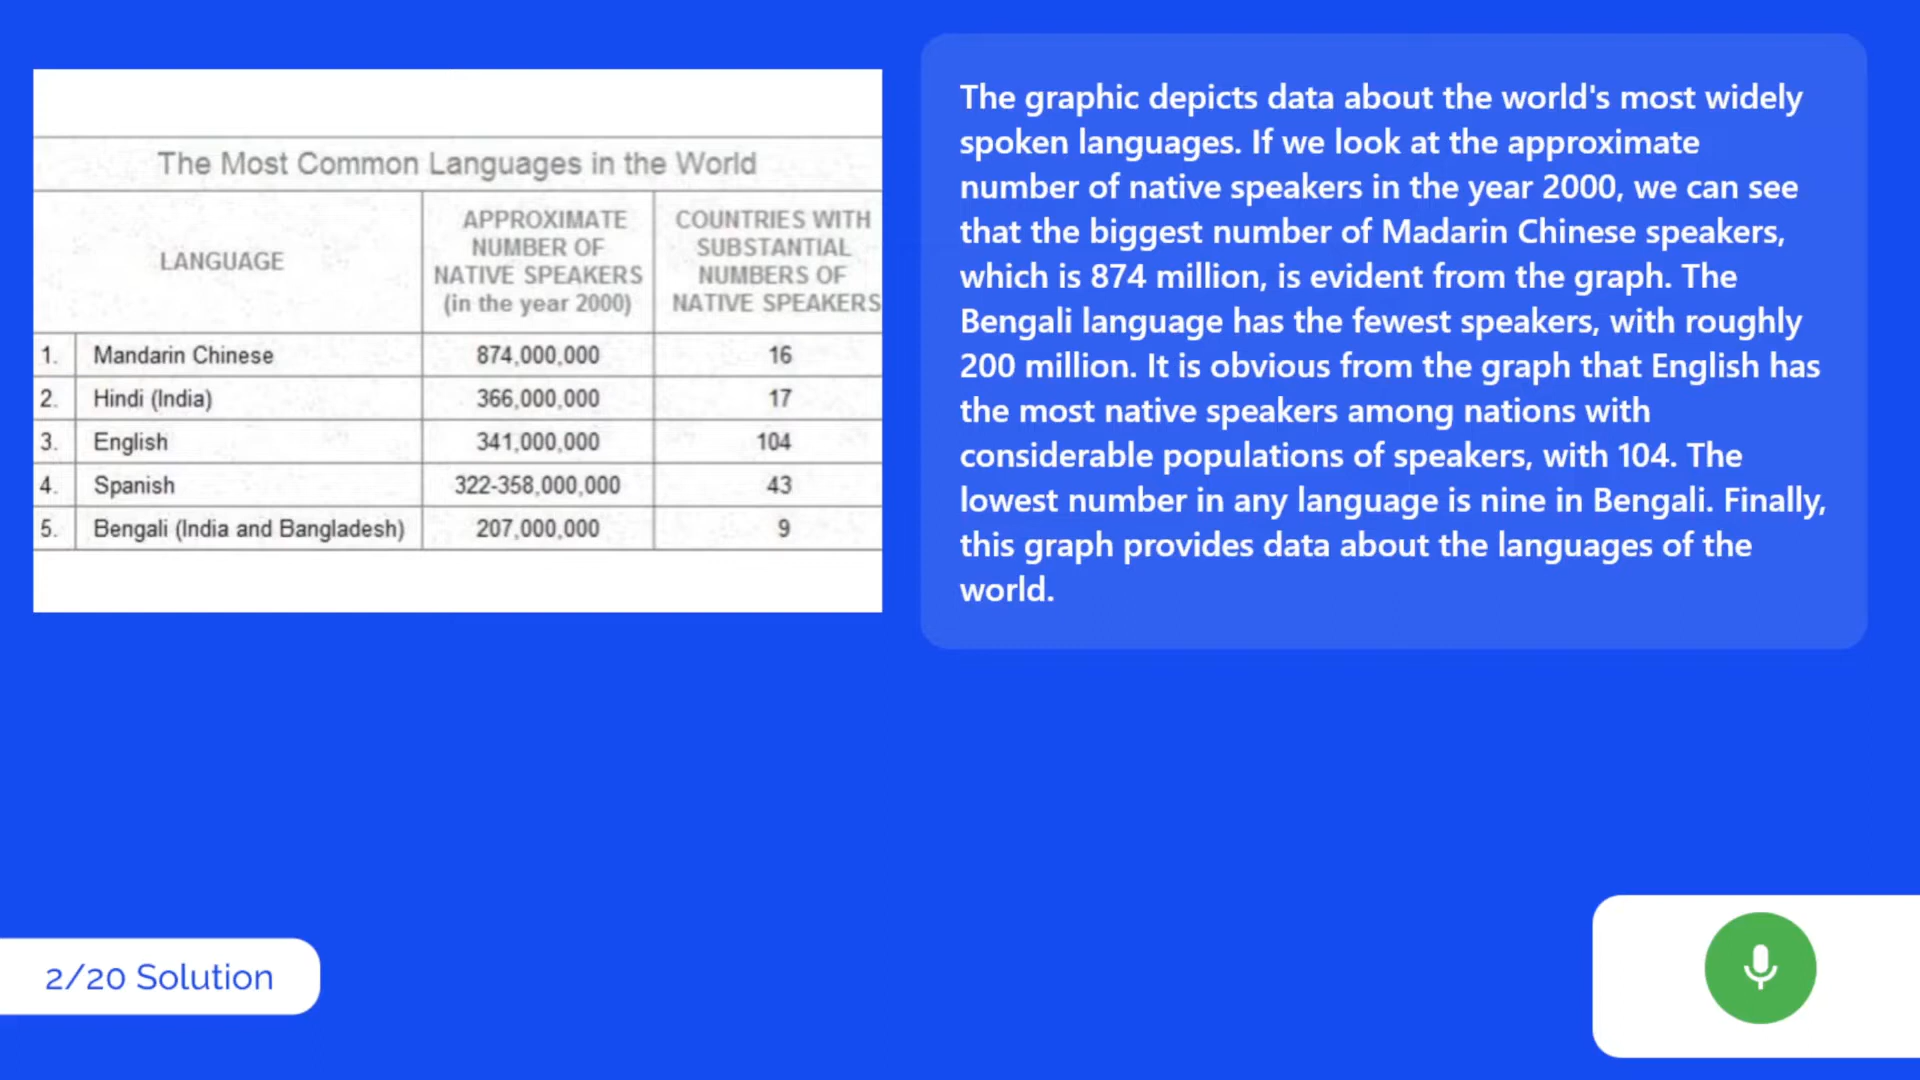 The Most Common Languages in the World
LANGUAGE
APPROXIMATE
NUMBER OF
NATIVE SPEAKERS
(in the year 2000)
COUNTRIES WITH
SUBSTANTIAL
NUMBERS OF
NATIVE SPEAKERS
1. Mandarin Chinese 874,000,000 16
2. Hindi (India) 366,000,000 17
3. English 341,000,000 104
4. Spanish 322-358,000,000 43
5. Bengali (India and Bangladesh) 207,000,000 9
The graphic depicts data about the world's most widely
spoken languages. If we look at the approximate
number of native speakers in the year 2000, we can see
that the biggest number of Madarin Chinese speakers,
which is 874 million, is evident from the graph. The
Bengali language has the fewest speakers, with roughly
200 million. It is obvious from the graph that English has
the most native speakers among nations with
considerable populations of speakers, with 104. The
lowest number in any language is nine in Bengali. Finally,
this graph provides data about the languages of the
world.
2/20 Solution